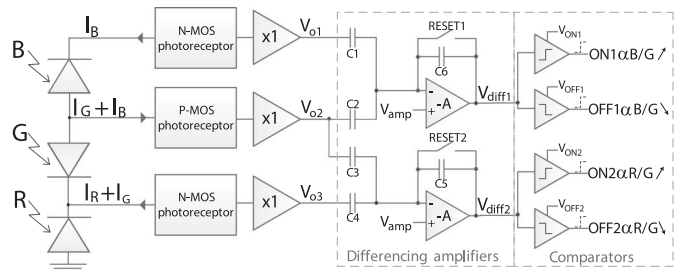 B
I_B
N-MOS
photoreceptor
x1
V_o1
C1
RESET1
C6
-
+
-A
V_amp
V_diff1
V_ON1
ON1αB/G↗
G
I_G+I_B
P-MOS
photoreceptor
x1
V_o2
C2
V_OFF1
OFF1αB/G↘
C3
RESET2
C5
-
+
-A
V_amp
V_diff2
V_ON2
ON2αR/G↗
R
I_R+I_G
N-MOS
photoreceptor
x1
V_o3
C4
V_OFF2
OFF2αR/G↘
Differencing amplifiers
Comparators